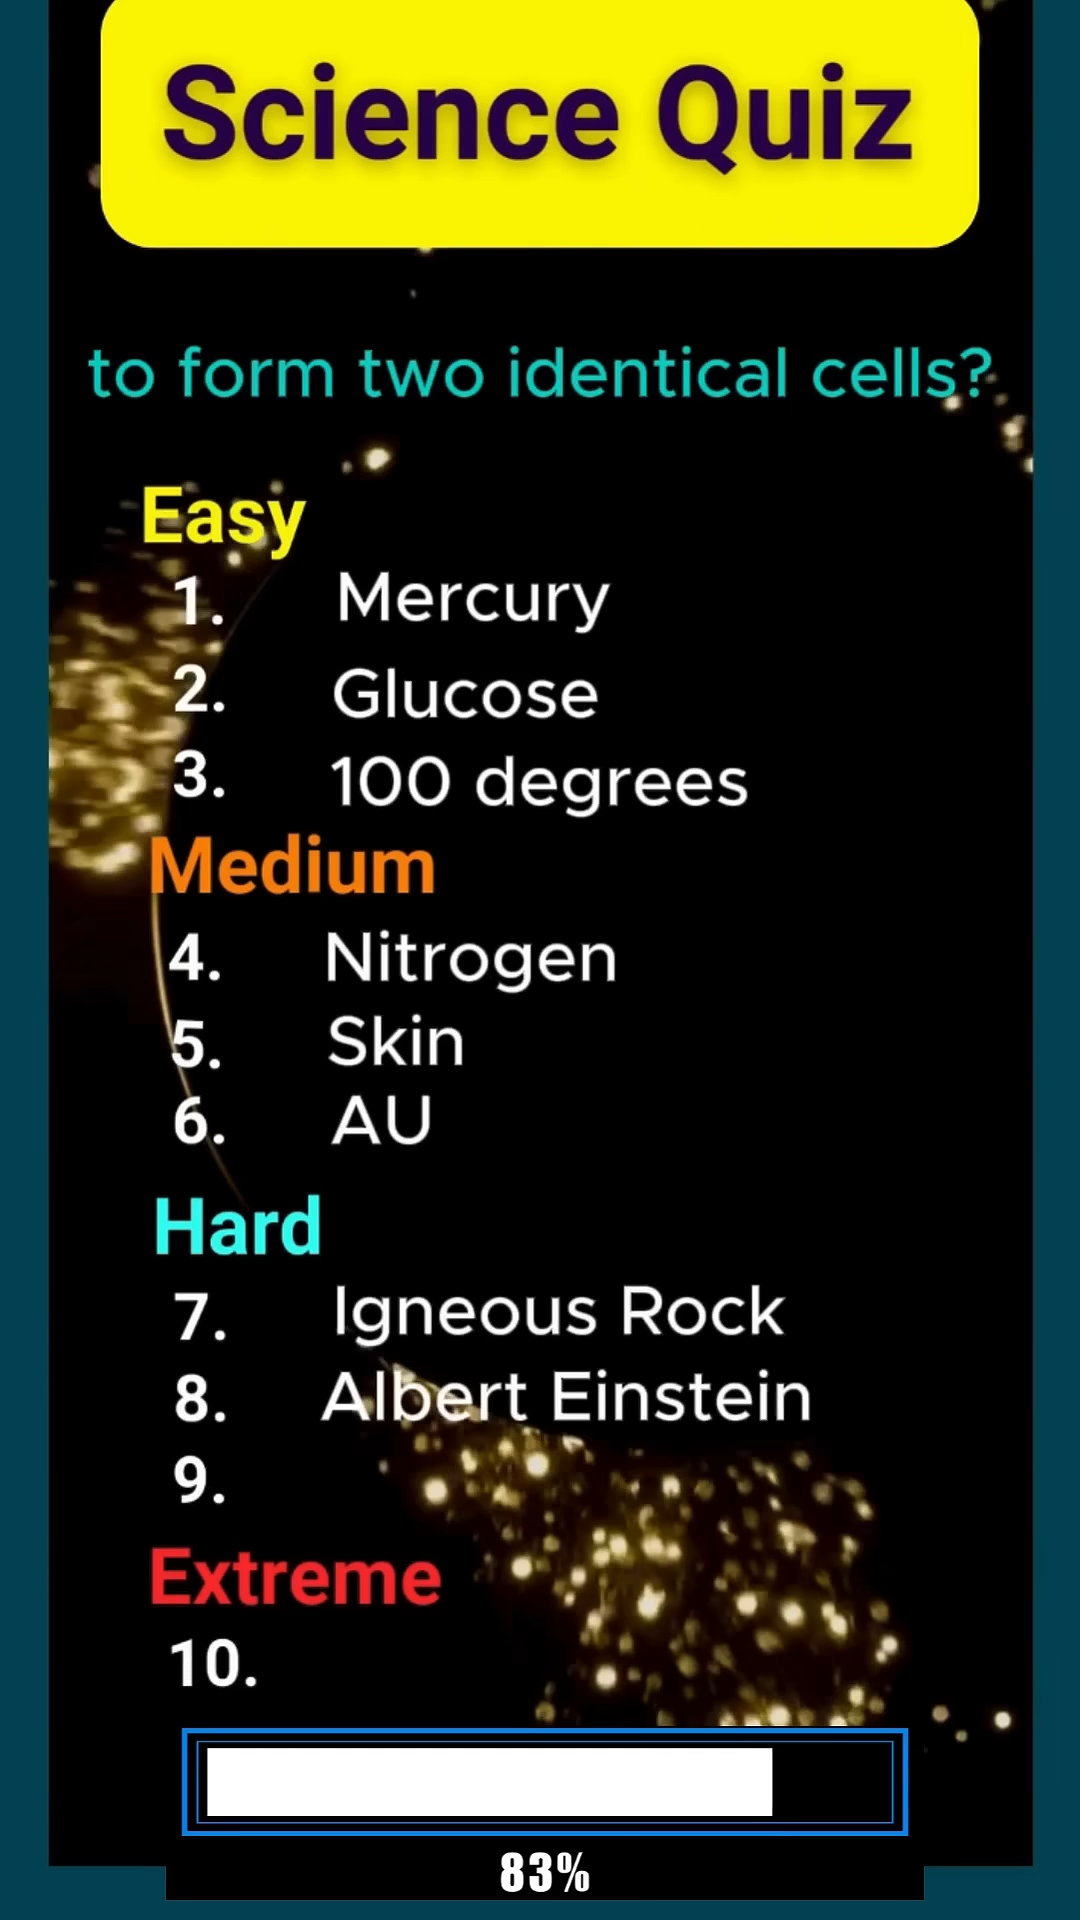 Science Quiz
to form two identical cells?
Easy
1. Mercury
2. Glucose
3. 100 degrees
Medium
4. Nitrogen
5. Skin
6. AU
Hard
7. Igneous Rock
8. Albert Einstein
9.
Extreme
10.
83%